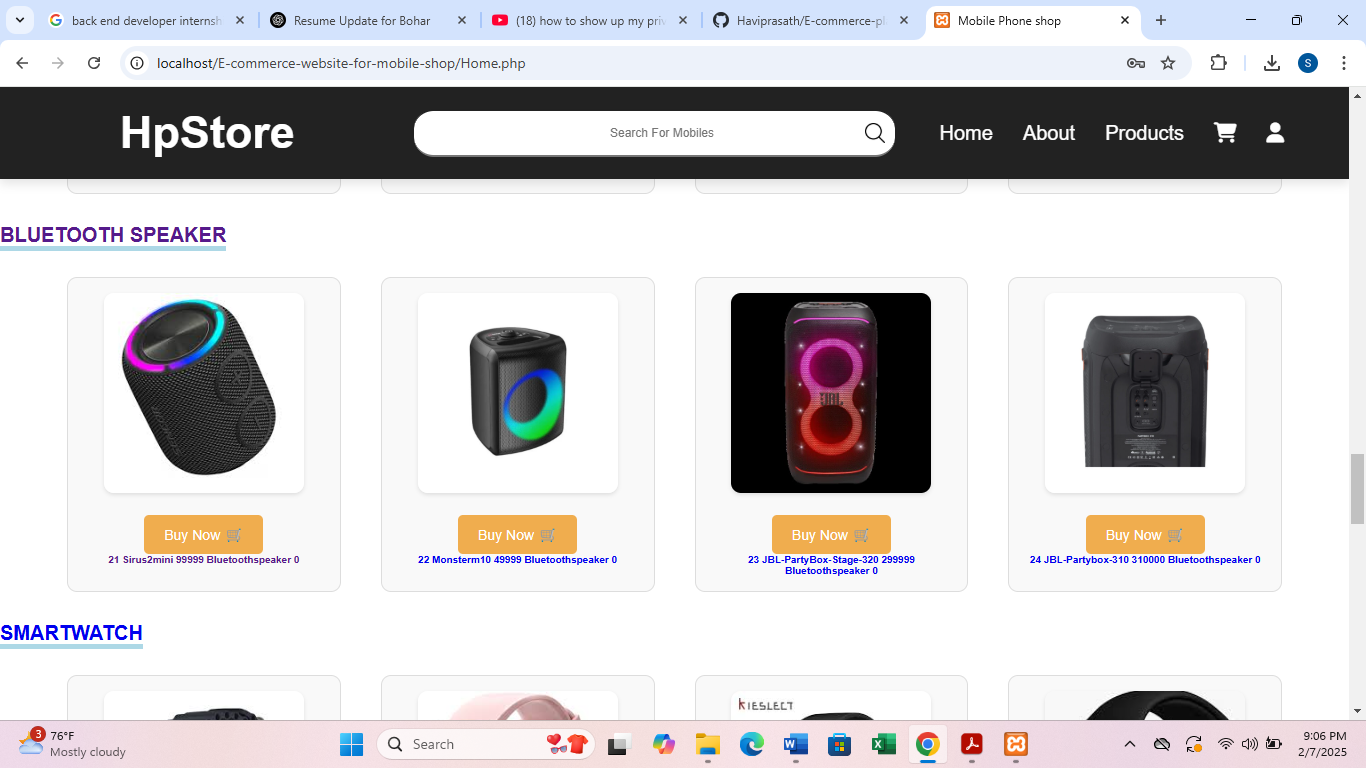 back end developer internsh
Resume Update for Bohar
(18) how to show up my priv
Haviprasath/E-commerce-pl
Mobile Phone shop
localhost/E-commerce-website-for-mobile-shop/Home.php
S
HpStore
Search For Mobiles
Home
About
Products
BLUETOOTH SPEAKER
JBL
Buy Now
Buy Now
Buy Now
Buy Now
21 Sirus2mini 99999 Bluetoothspeaker 0
22 Monsterm10 49999 Bluetoothspeaker 0
23 JBL-PartyBox-Stage-320 299999
Bluetoothspeaker 0
24 JBL-Partybox-310 310000 Bluetoothspeaker 0
SMARTWATCH
KIESLECT
3
76°F
Mostly cloudy
Search
9:06 PM
2/7/2025